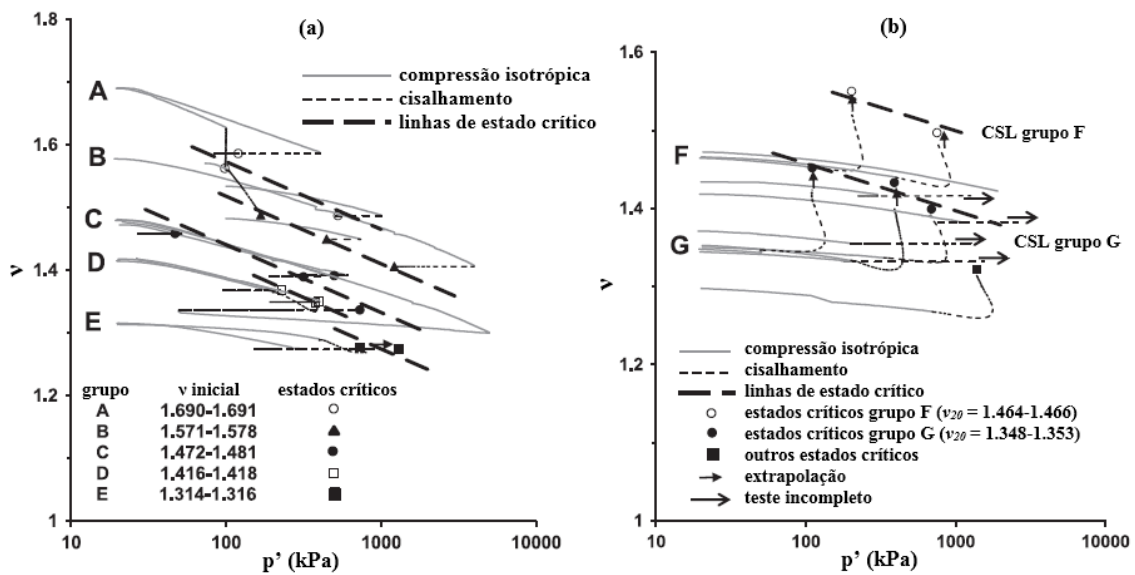 (a)
1.8
A
compressão isotrópica
cisalhamento
linhas de estado crítico
1.6
B
C
ν
1.4
D
E
1.2
grupo ν inicial estados críticos
A 1.690-1.691
B 1.571-1.578
C 1.472-1.481
D 1.416-1.418
E 1.314-1.316
1
10 100 1000 10000
p' (kPa)
(b)
1.6
CSL grupo F
F
1.4
CSL grupo G
G
ν
1.2
compressão isotrópica
cisalhamento
linhas de estado crítico
estados críticos grupo F (ν20 = 1.464-1.466)
estados críticos grupo G (ν20 = 1.348-1.353)
outros estados críticos
extrapolação
teste incompleto
1
10 100 1000 10000
p' (kPa)